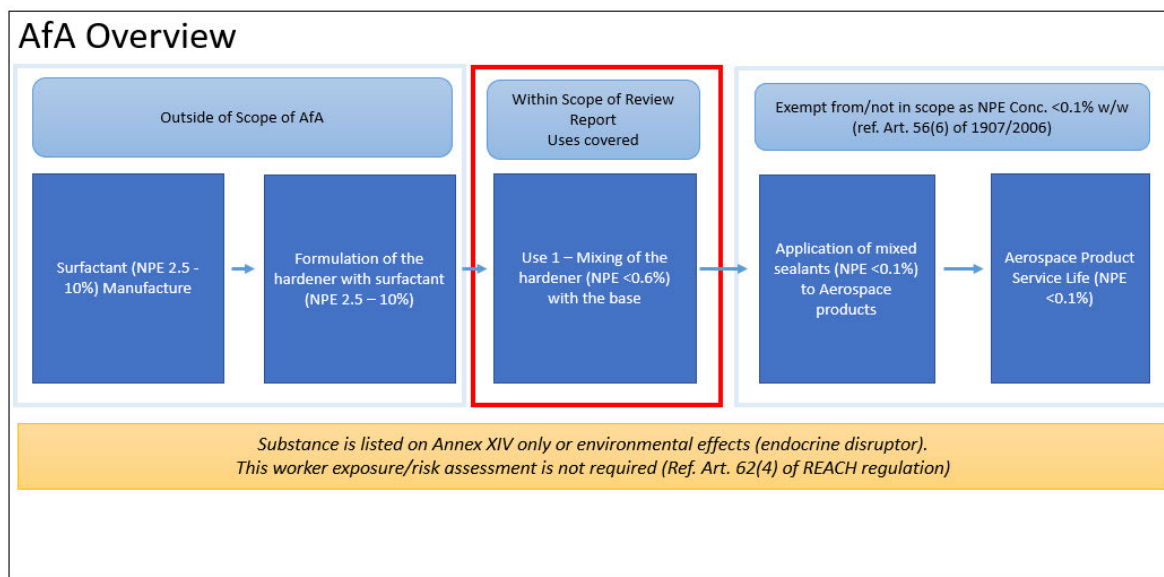 AfA Overview
Outside of Scope of AfA
Within Scope of Review
Report
Uses covered
Exempt from/not in scope as NPE Conc. <0.1% w/w
(ref. Art. 56(6) of 1907/2006)
Surfactant (NPE 2.5 -
10%) Manufacture
Formulation of the
hardener with surfactant
(NPE 2.5 – 10%)
Use 1 – Mixing of the
hardener (NPE <0.6%)
with the base
Application of mixed
sealants (NPE <0.1%)
to Aerospace
products
Aerospace Product
Service Life (NPE
<0.1%)
Substance is listed on Annex XIV only or environmental effects (endocrine disruptor).
This worker exposure/risk assessment is not required (Ref. Art. 62(4) of REACH regulation)